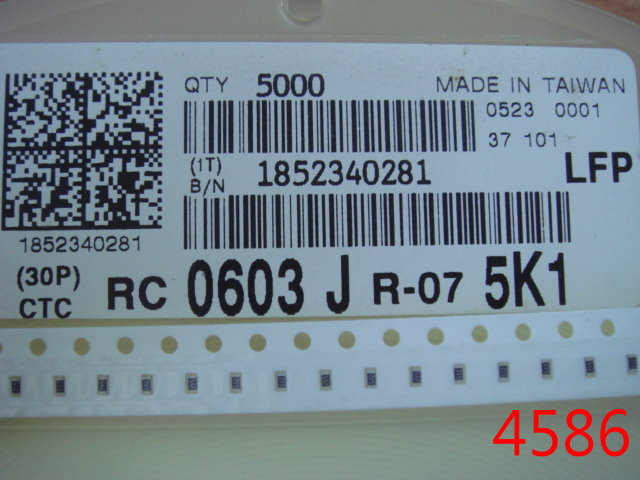 QTY 5000 MADE IN TAIWAN
0523 0001
37 101
(1T)
B/N 1852340281 LFP
1852340281
(30P)
CTC RC 0603 J R-07 5K1
4586